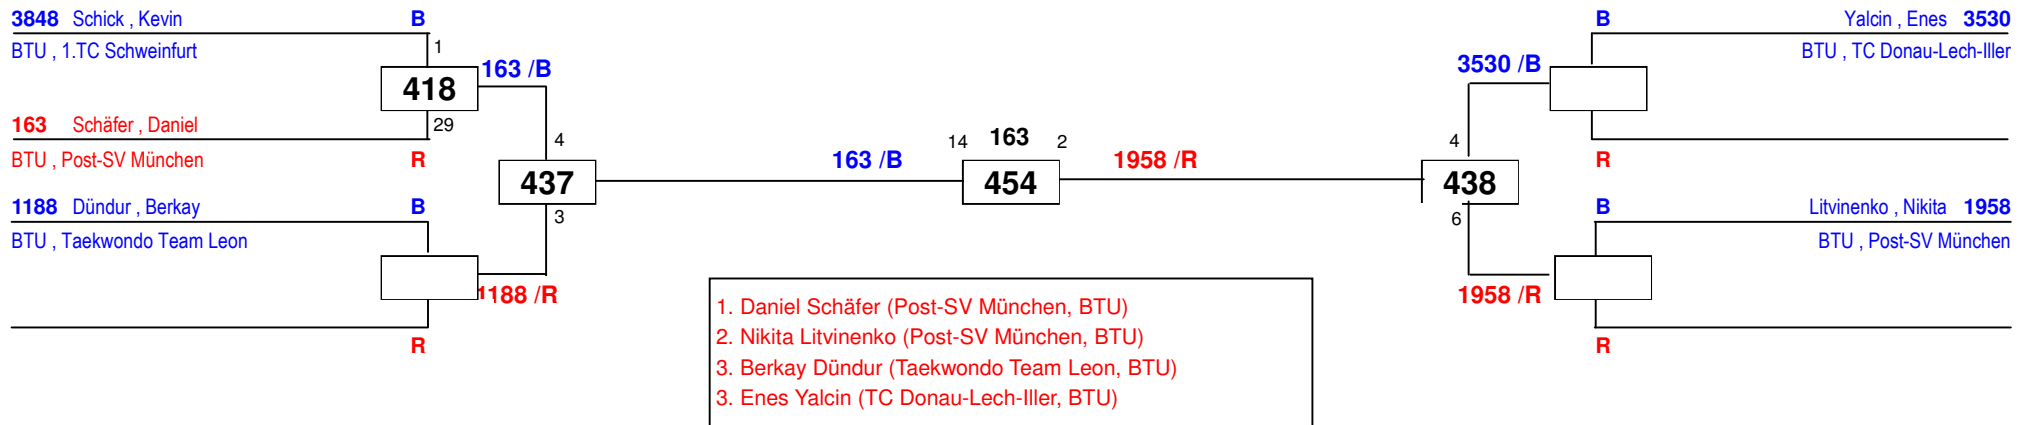 3848 Schick , Kevin B
BTU , 1.TC Schweinfurt
1
418
163 /B
163 Schäfer , Daniel
29
BTU , Post-SV München R
4
437
3
1188 Dündur , Berkay B
BTU , Taekwondo Team Leon
1188 /R
R
163 /B
14 163 2
454
1958 /R
B Yalcin , Enes 3530
BTU , TC Donau-Lech-Iller
3530 /B
R
4
438
6
B Litvinenko , Nikita 1958
BTU , Post-SV München
1958 /R
R
1. Daniel Schäfer (Post-SV München, BTU)
2. Nikita Litvinenko (Post-SV München, BTU)
3. Berkay Dündur (Taekwondo Team Leon, BTU)
3. Enes Yalcin (TC Donau-Lech-Iller, BTU)